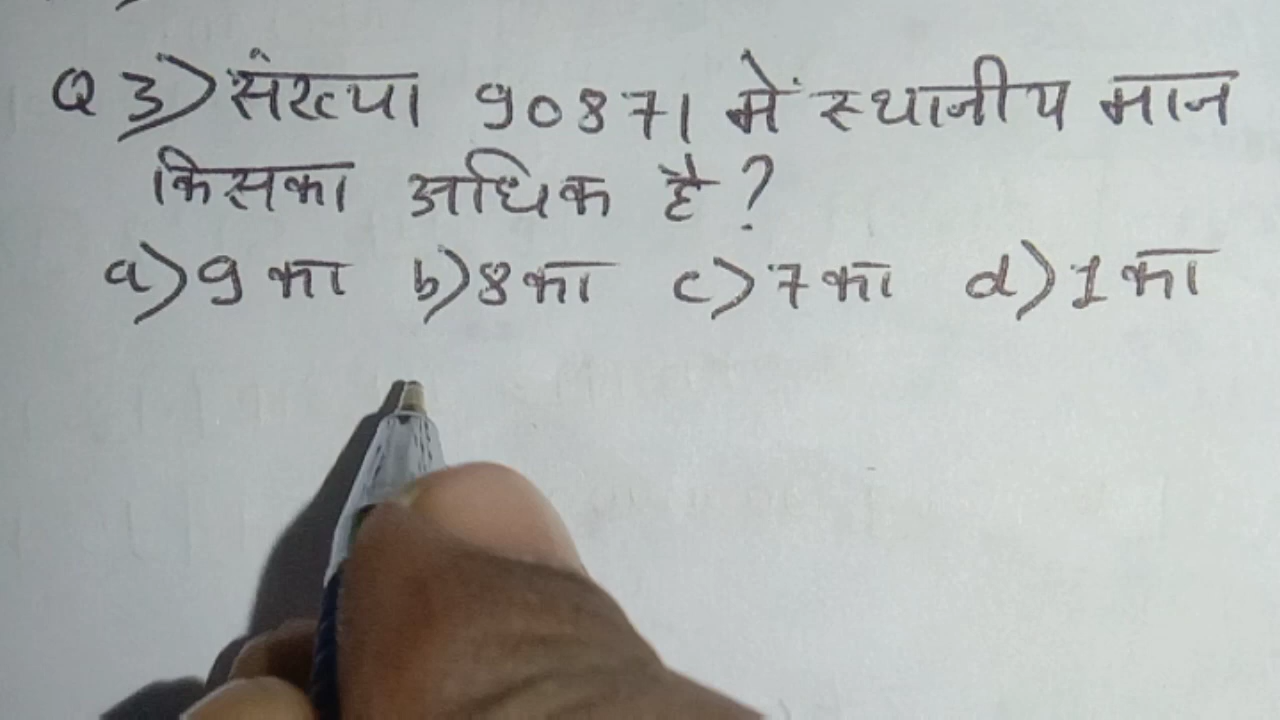 Q 3) संख्या 90871 में स्थानीय मान
किसका अधिक है ?
a) 9 का b) 8 का c) 7 का d) 1 का